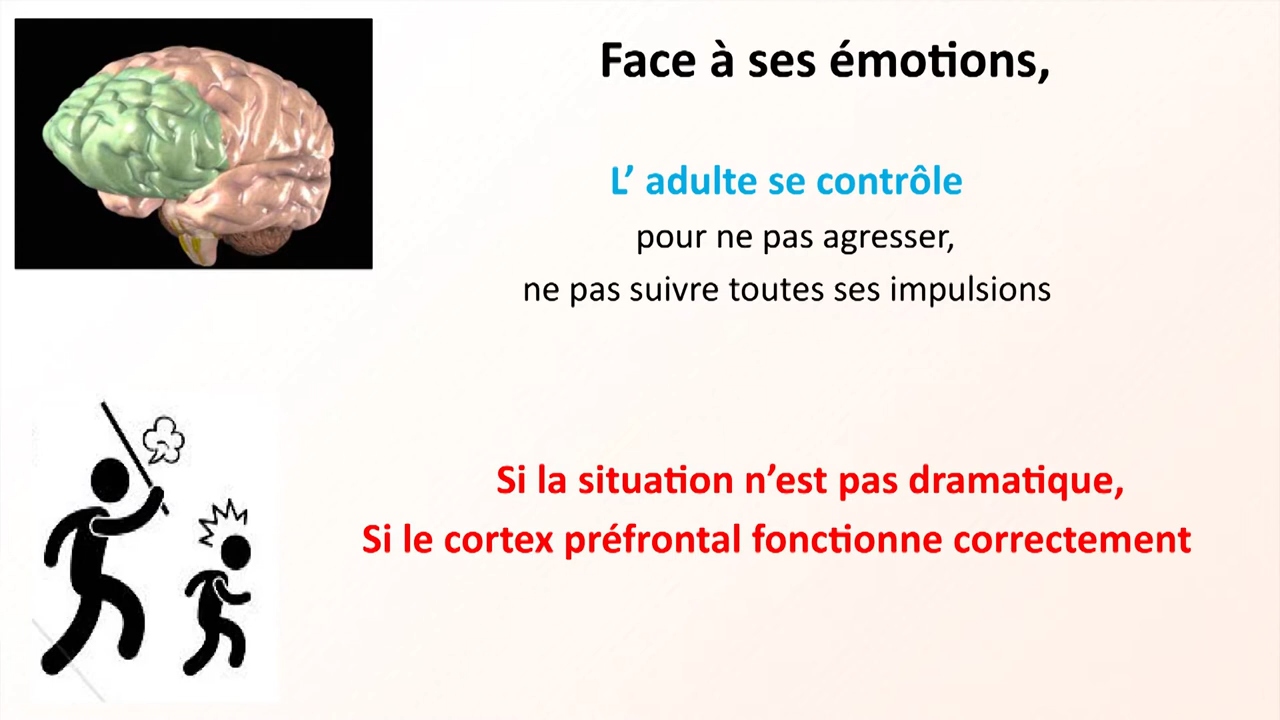 Face à ses émotions,
L’ adulte se contrôle
pour ne pas agresser,
ne pas suivre toutes ses impulsions
Si la situation n’est pas dramatique,
Si le cortex préfrontal fonctionne correctement